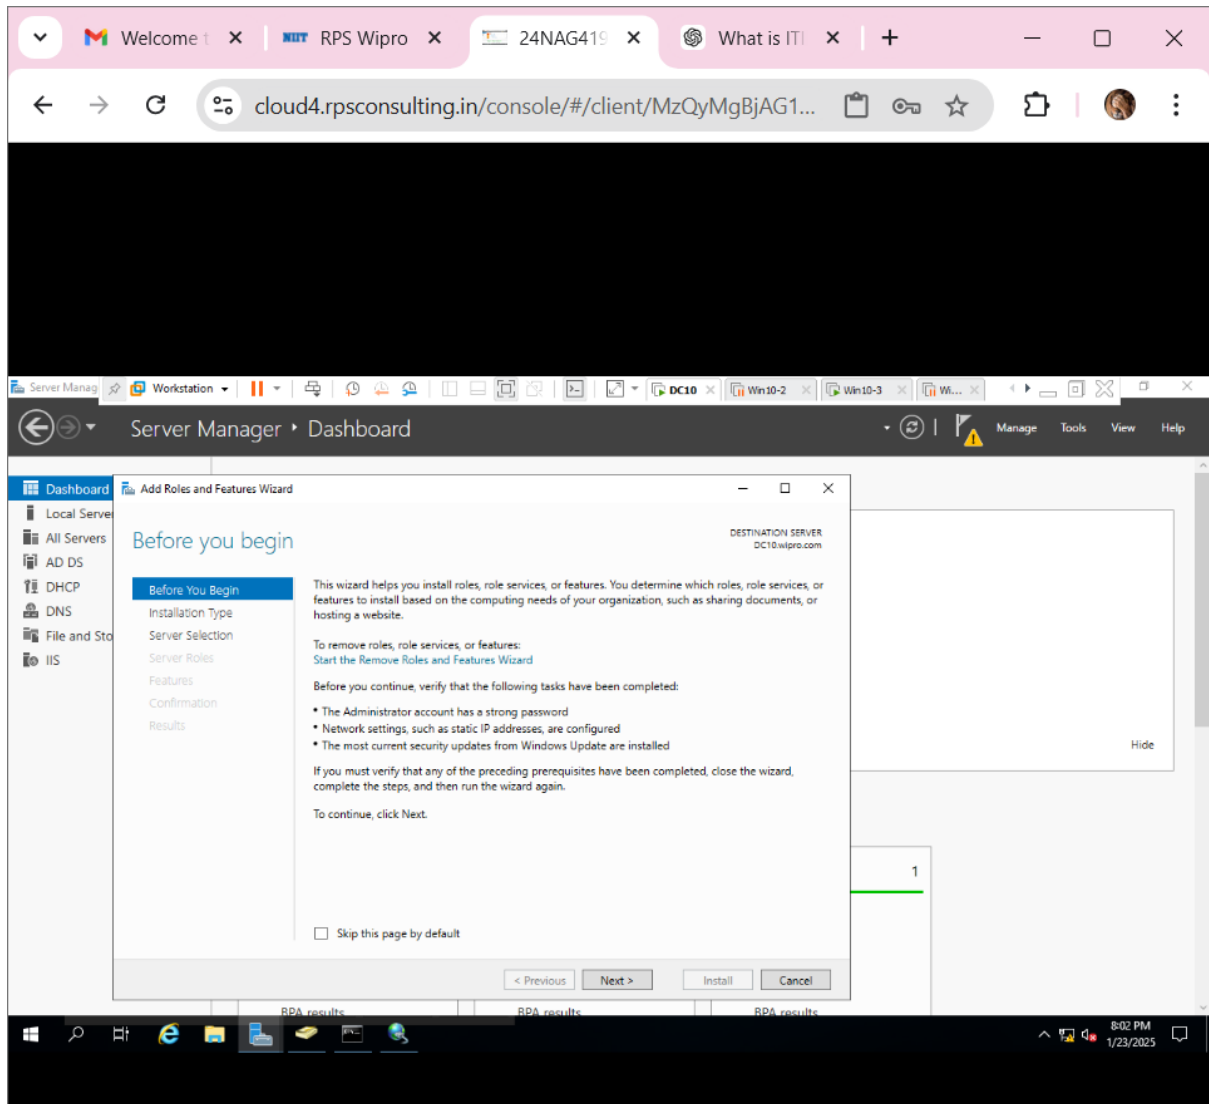 Welcome t
NIIT RPS Wipro
24NAG419
What is ITI
cloud4.rpsconsulting.in/console/#/client/MzQyMgBjAG1...
Server Manag
Workstation
DC10
Win10-2
Win10-3
Wi...
Server Manager • Dashboard
Manage Tools View Help
Dashboard
Local Server
All Servers
AD DS
DHCP
DNS
File and Sto
IIS
Add Roles and Features Wizard
Before you begin
DESTINATION SERVER
DC10.wipro.com
Before You Begin
Installation Type
Server Selection
Server Roles
Features
Confirmation
Results
This wizard helps you install roles, role services, or features. You determine which roles, role services, or
features to install based on the computing needs of your organization, such as sharing documents, or
hosting a website.
To remove roles, role services, or features:
Start the Remove Roles and Features Wizard
Before you continue, verify that the following tasks have been completed:
• The Administrator account has a strong password
• Network settings, such as static IP addresses, are configured
• The most current security updates from Windows Update are installed
If you must verify that any of the preceding prerequisites have been completed, close the wizard,
complete the steps, and then run the wizard again.
To continue, click Next.
Skip this page by default
< Previous Next > Install Cancel
Hide
1
BPA results BPA results BPA results
8:02 PM
1/23/2025